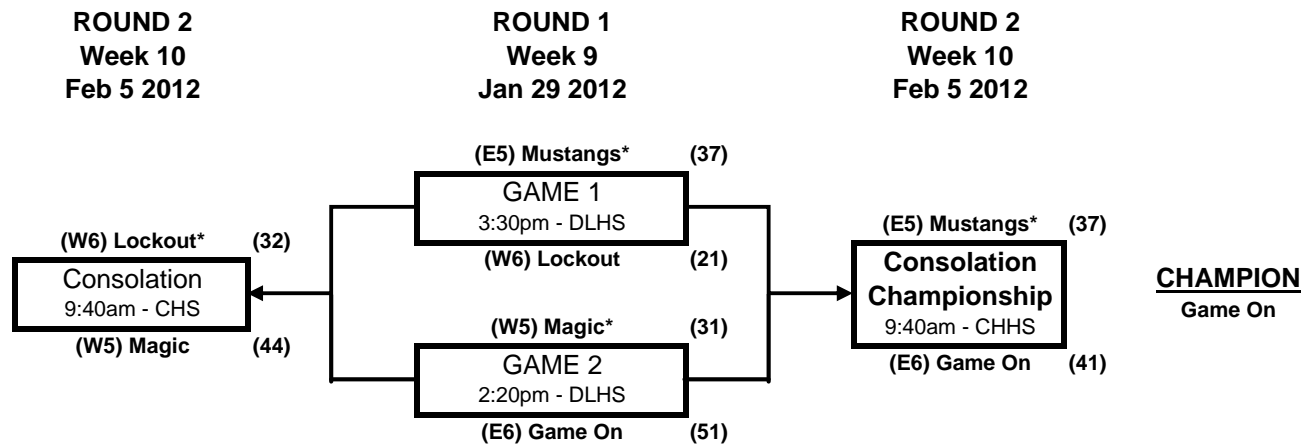 ROUND 2
Week 10
Feb 5 2012
ROUND 1
Week 9
Jan 29 2012
ROUND 2
Week 10
Feb 5 2012
(W6) Lockout* (32)
Consolation
9:40am - CHS
(W5) Magic (44)
(E5) Mustangs* (37)
GAME 1
3:30pm - DLHS
(W6) Lockout (21)
(W5) Magic* (31)
GAME 2
2:20pm - DLHS
(E6) Game On (51)
(E5) Mustangs* (37)
Consolation
Championship
9:40am - CHHS
(E6) Game On (41)
CHAMPION
Game On